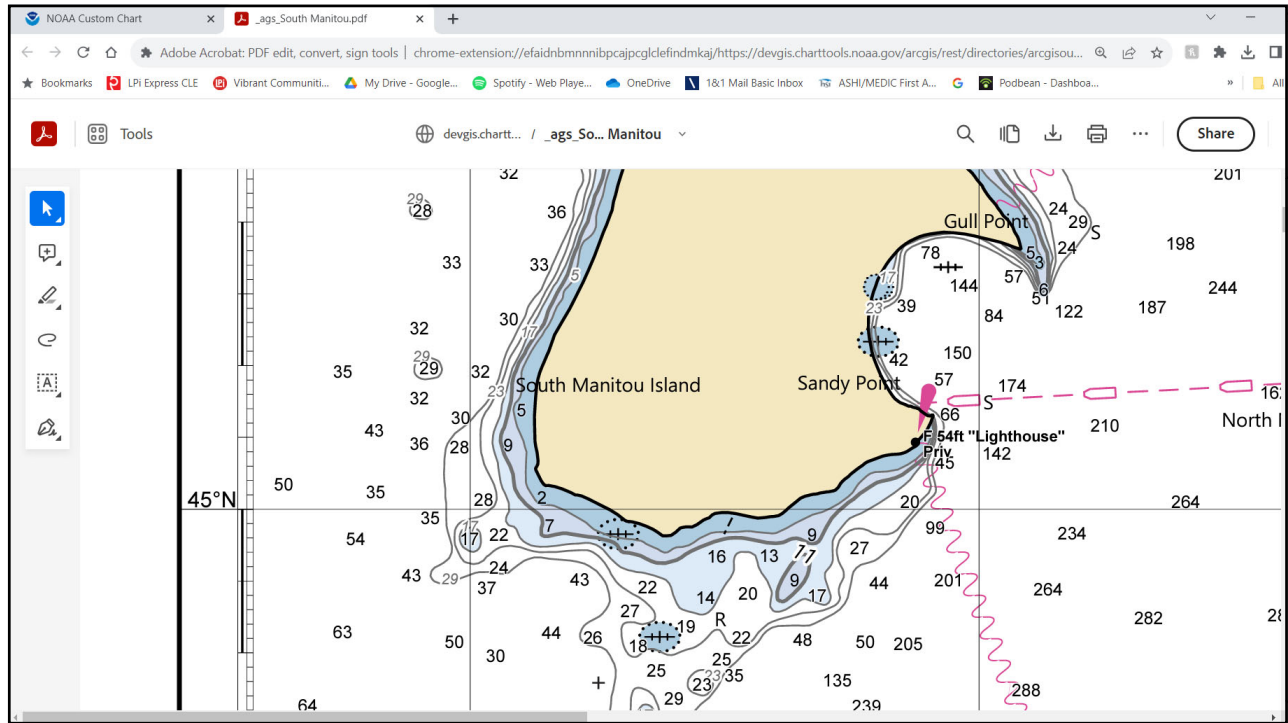 NOAA Custom Chart
_ags_South Manitou.pdf
Adobe Acrobat: PDF edit, convert, sign tools | chrome-extension://efaidnbmnnnibpcajpcglclefindmkaj/https://devgis.charttools.noaa.gov/arcgis/rest/directories/arcgisou...
Bookmarks LPi Express CLE Vibrant Communiti... My Drive - Google... Spotify - Web Playe... OneDrive 1&1 Mail Basic Inbox ASHI/MEDIC First A... Podbean - Dashboa... » All
Tools devgis.chartt... / _ags_So... Manitou Share
32 201
29 28 36 24 29 S
Gull Point
33 33 5 78 5 3 24 198
17 57 144 6 244
30 23 39 51 122 187
32 17 84
29 42 150
35 29 32 57 174
South Manitou Island Sandy Point
32 23 5 S 162
30 66 210 North
43 F 54ft "Lighthouse"
36 28 9 Priv 142
45
50 35 28 2 20 264
45°N
35 7 99
54 17 17 22 9 27 234
16 13 17
43 29 24 43 9 201
37 22 14 20 17 44 264
27 282
63 50 44 26 18 19 R 22 48 50 205
30 25 25
23 23 35 135 288
64 29 239